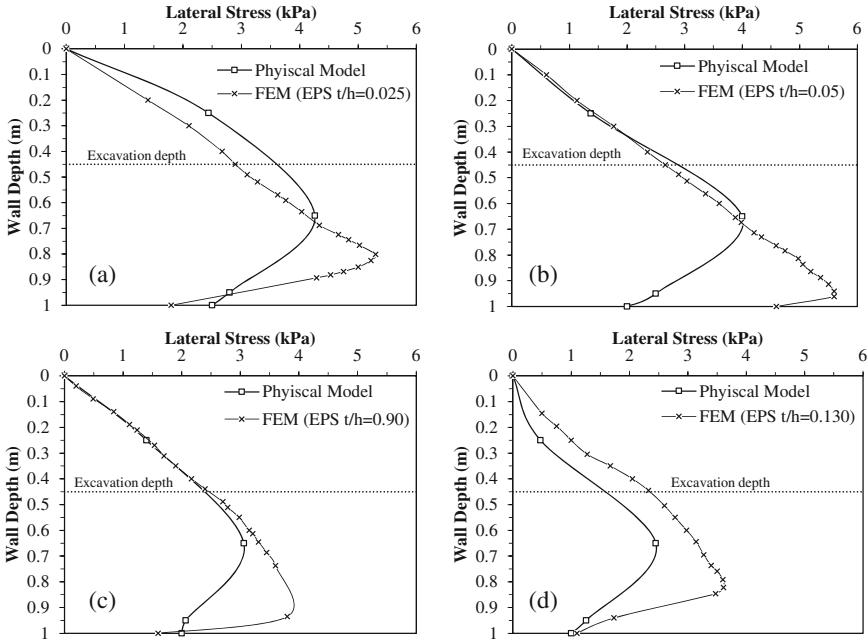 Lateral Stress (kPa)
0 1 2 3 4 5 6
Wall Depth (m)
0
0.1
0.2
0.3
0.4
0.5
0.6
0.7
0.8
0.9
1
Phyiscal Model
FEM (EPS t/h=0.025)
Excavation depth
(a)
Lateral Stress (kPa)
0 1 2 3 4 5 6
Wall Depth (m)
0
0.1
0.2
0.3
0.4
0.5
0.6
0.7
0.8
0.9
1
Phyiscal Model
FEM (EPS t/h=0.05)
Excavation depth
(b)
Lateral Stress (kPa)
0 1 2 3 4 5 6
Wall Depth (m)
0
0.1
0.2
0.3
0.4
0.5
0.6
0.7
0.8
0.9
1
Phyiscal Model
FEM (EPS t/h=0.90)
Excavation depth
(c)
Lateral Stress (kPa)
0 1 2 3 4 5 6
Wall Depth (m)
0
0.1
0.2
0.3
0.4
0.5
0.6
0.7
0.8
0.9
1
Phyiscal Model
FEM (EPS t/h=0.130)
Excavation depth
(d)